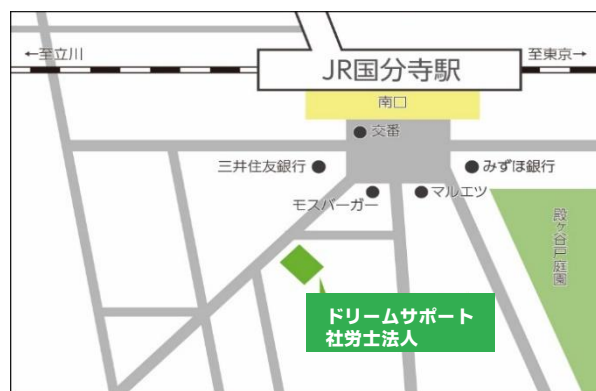 ←至立川
至東京→
JR国分寺駅
南口
交番
三井住友銀行
みずほ銀行
モスバーガー
マルエツ
殿ヶ谷戸庭園
ドリームサポート
社労士法人